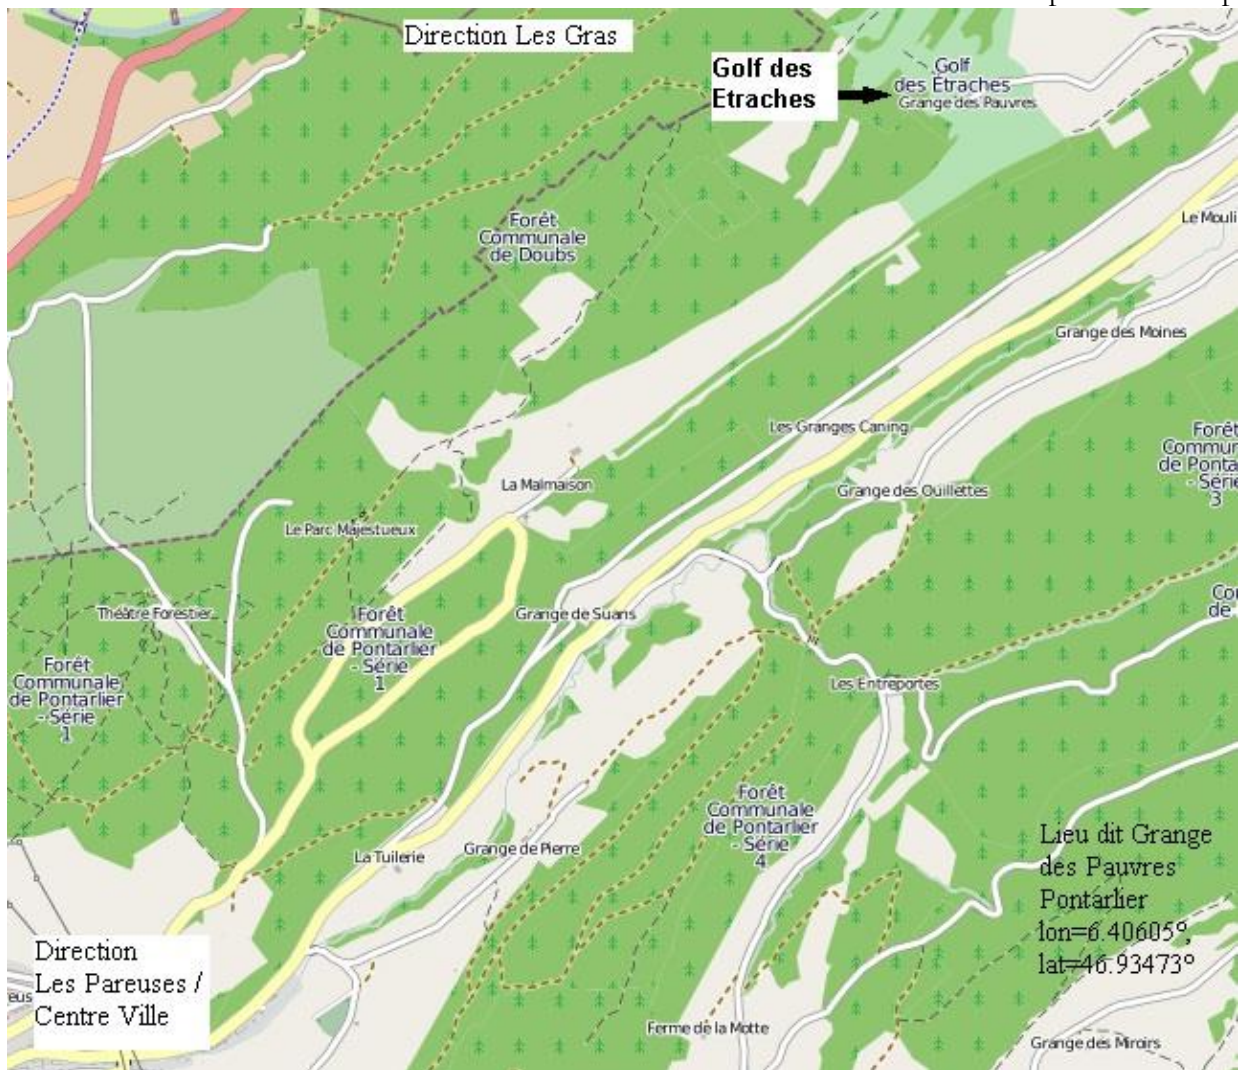 Direction Les Gras
Golf des
Etraches
Golf
des Étraches
Grange des Pauvres
Le Mouli
Forêt
Communale
de Doubs
Grange des Moines
Les Granges Caning
Forêt
Commun
de Ponta
- Série
3
La Malmaison
Grange des Ouillettes
Le Parc Majestueux
Théâtre Forestier
Forêt
Communale
de Pontarlier
- Série
1
Grange de Suans
Cou
de
Forêt
Communale
de Pontarlier
- Série
1
Les Entreportes
Forêt
Communale
de Pontarlier
- Série
4
La Tuilerie
Grange de Pierre
Lieu dit Grange
des Pauvres
Pontarlier
lon=6.40605°,
lat=46.93473°
Direction
Les Pareuses /
Centre Ville
eus
Ferme de la Motte
Grange des Miroirs